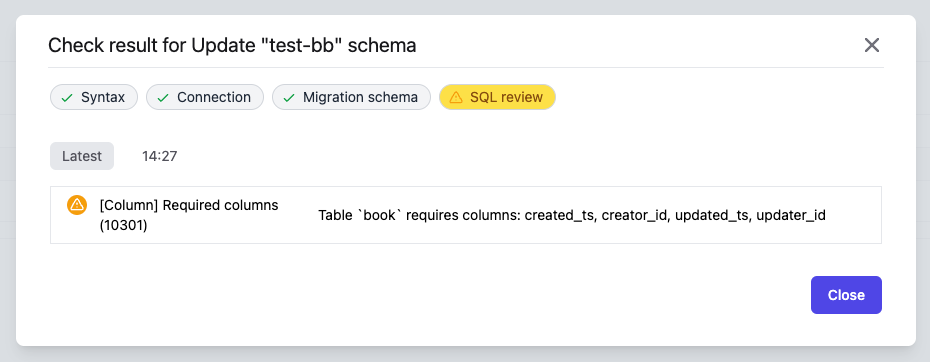 Check result for Update "test-bb" schema
Syntax
Connection
Migration schema
SQL review
Latest
14:27
[Column] Required columns
(10301)
Table `book` requires columns: created_ts, creator_id, updated_ts, updater_id
Close